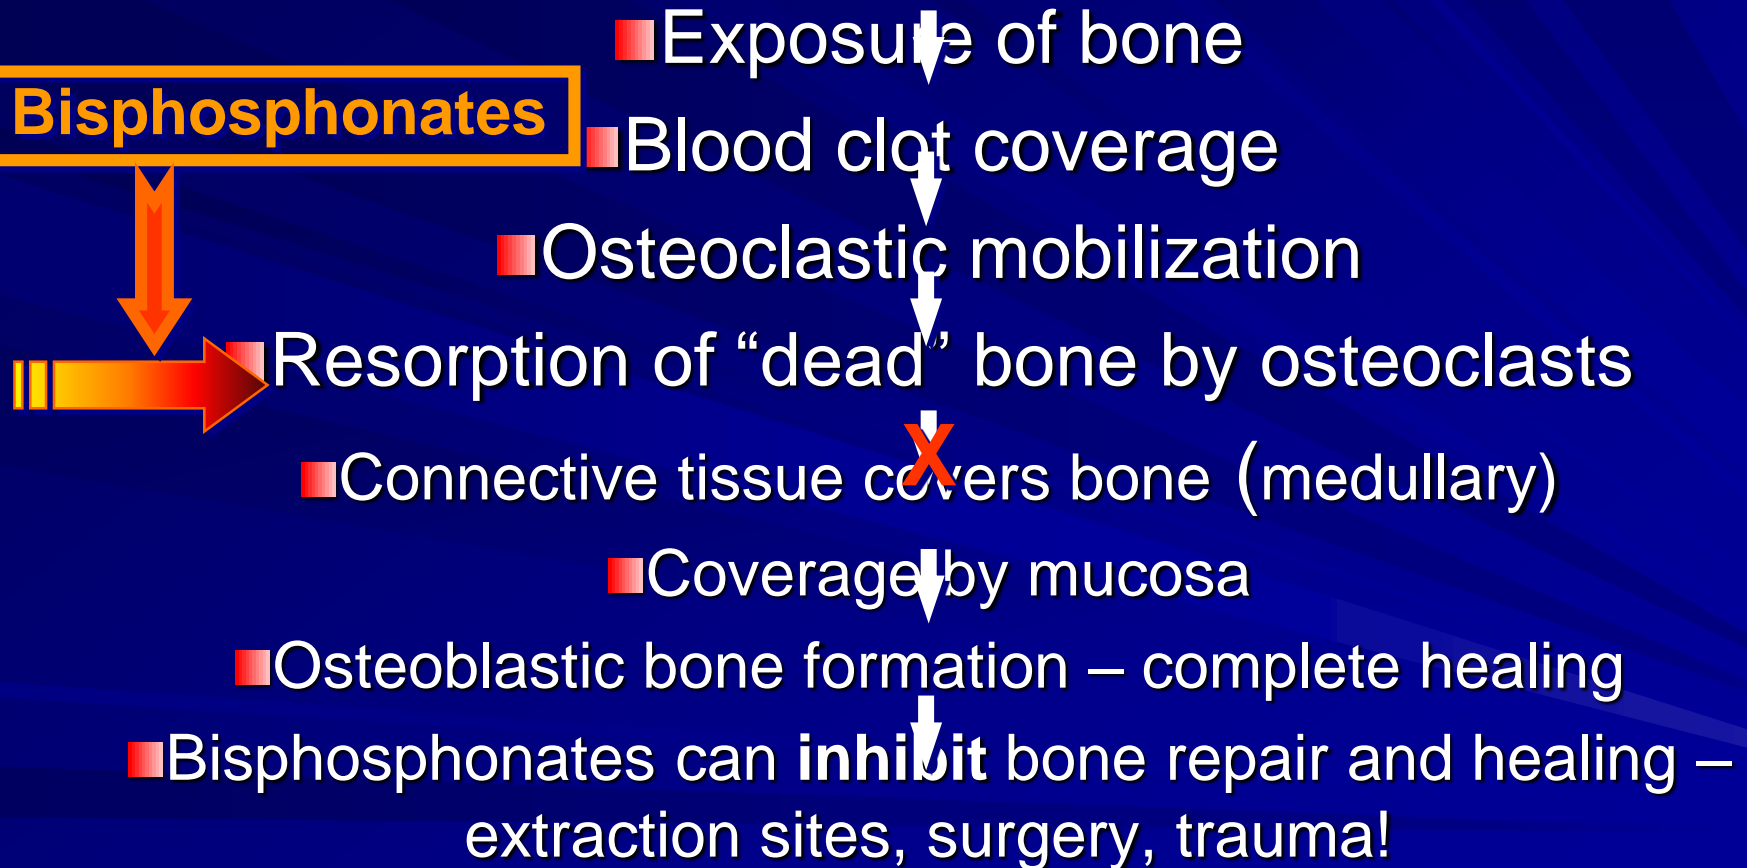 Exposure of bone
Bisphosphonates
Blood clot coverage
Osteoclastic mobilization
Resorption of “dead” bone by osteoclasts
X
Connective tissue covers bone (medullary)
Coverage by mucosa
Osteoblastic bone formation – complete healing
Bisphosphonates can inhibit bone repair and healing –
extraction sites, surgery, trauma!